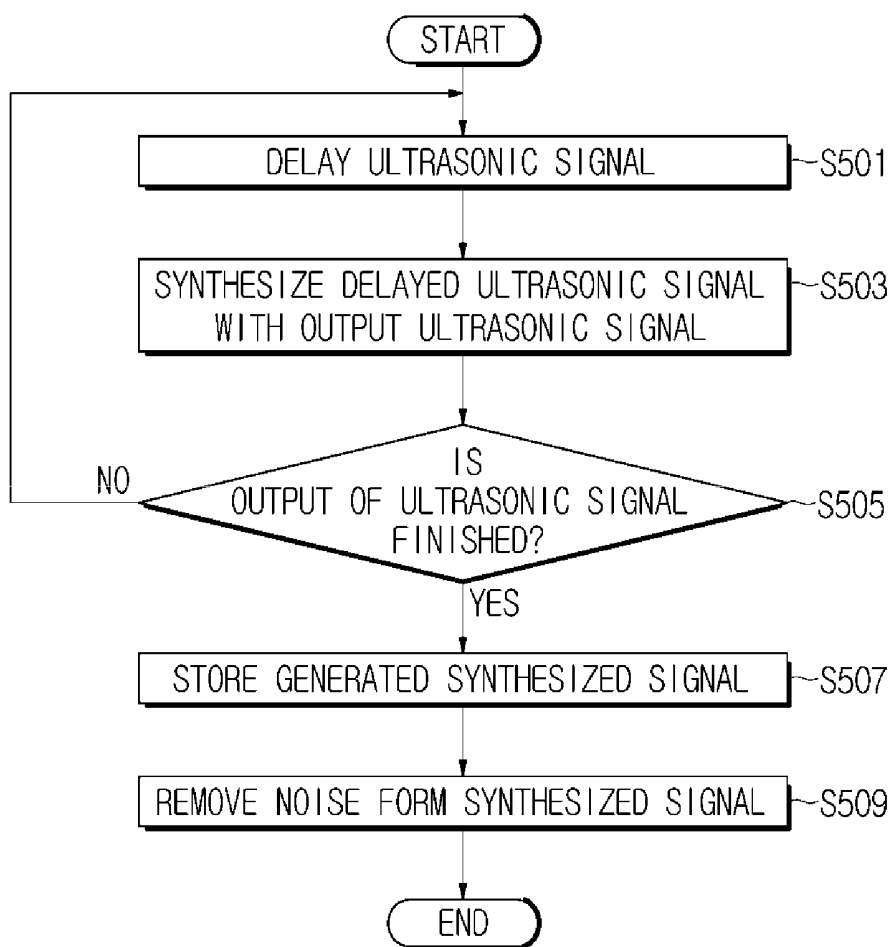 START
DELAY ULTRASONIC SIGNAL
S501
SYNTHESIZE DELAYED ULTRASONIC SIGNAL
WITH OUTPUT ULTRASONIC SIGNAL
S503
IS
OUTPUT OF ULTRASONIC SIGNAL
FINISHED?
S505
NO
YES
STORE GENERATED SYNTHESIZED SIGNAL
S507
REMOVE NOISE FORM SYNTHESIZED SIGNAL
S509
END